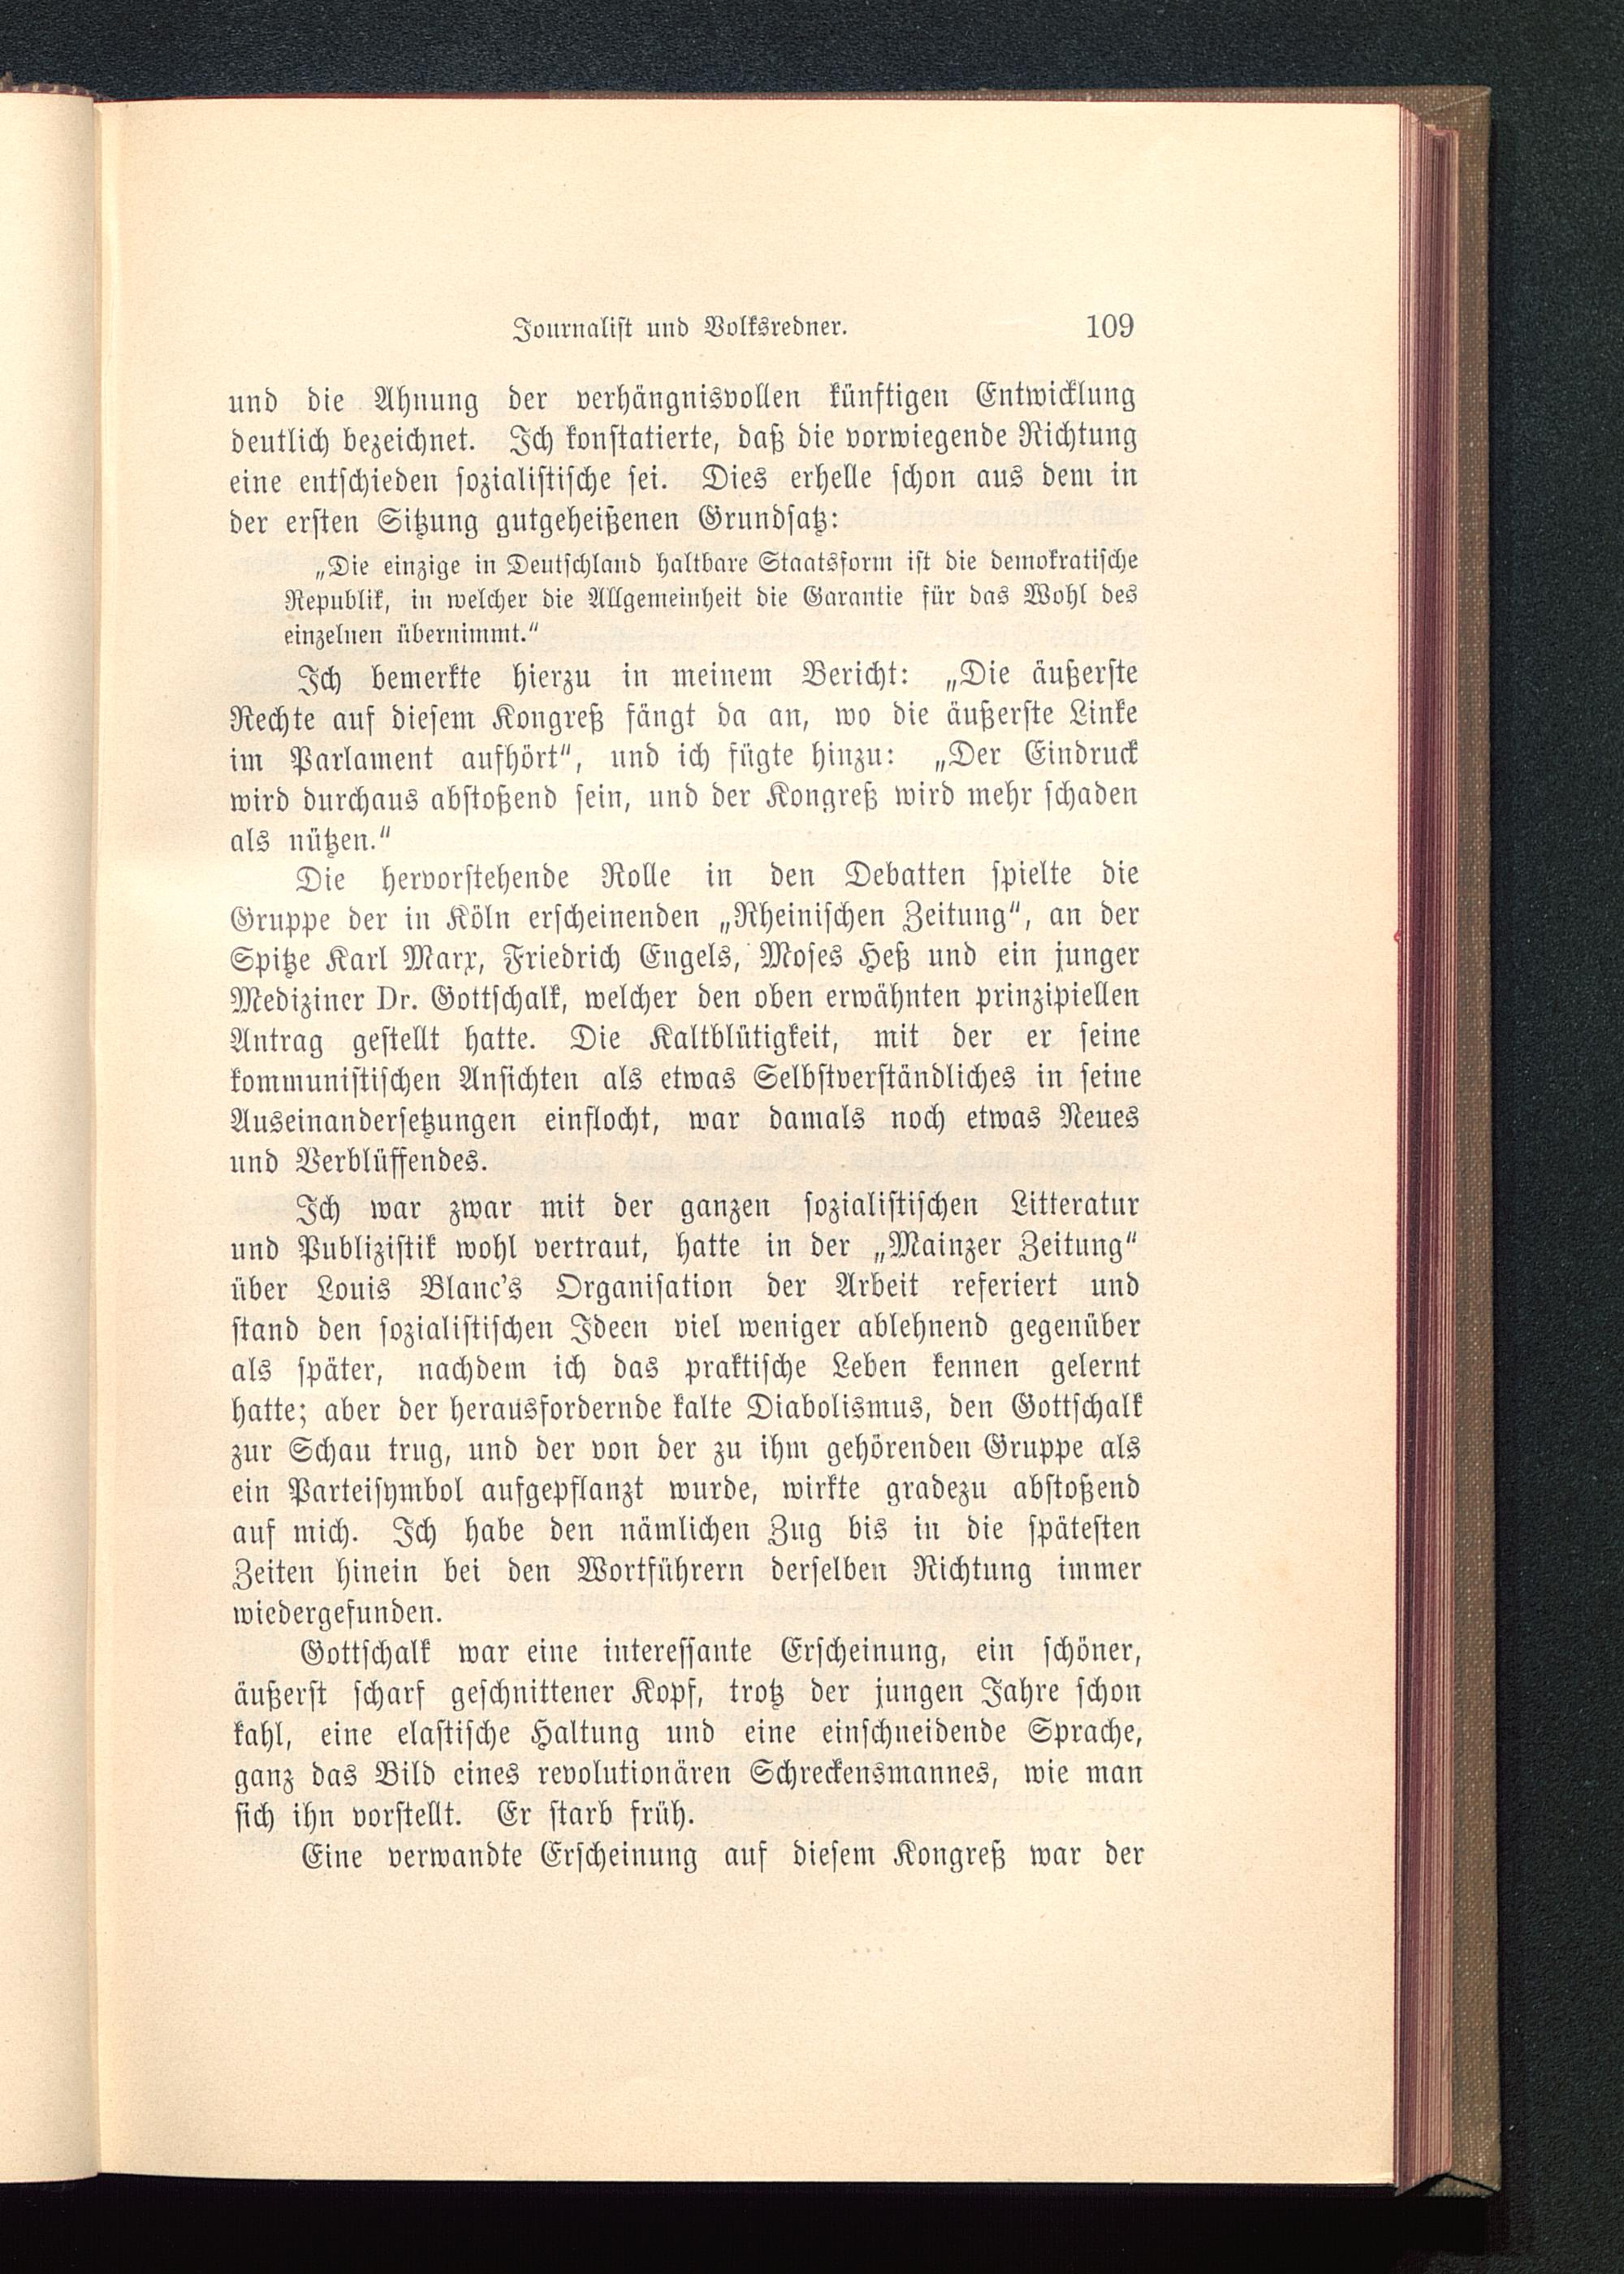 Journalist und Volksredner. 109
und die Ahnung der verhängnisvollen künftigen Entwicklung
deutlich bezeichnet. Ich konstatierte, daß die vorwiegende Richtung
eine entschieden sozialistische sei. Dies erhelle schon aus dem in
der ersten Sitzung gutgeheißenen Grundsatz:
„Die einzige in Deutschland haltbare Staatsform ist die demokratische
Republik, in welcher die Allgemeinheit die Garantie für das Wohl des
einzelnen übernimmt.“
Ich bemerkte hierzu in meinem Bericht: „Die äußerste
Rechte auf diesem Kongreß fängt da an, wo die äußerste Linke
im Parlament aufhört“, und ich fügte hinzu: „Der Eindruck
wird durchaus abstoßend sein, und der Kongreß wird mehr schaden
als nützen.“
Die hervorstehende Rolle in den Debatten spielte die
Gruppe der in Köln erscheinenden „Rheinischen Zeitung“, an der
Spitze Karl Marx, Friedrich Engels, Moses Heß und ein junger
Mediziner Dr. Gottschalk, welcher den oben erwähnten prinzipiellen
Antrag gestellt hatte. Die Kaltblütigkeit, mit der er seine
kommunistischen Ansichten als etwas Selbstverständliches in seine
Auseinandersetzungen einflocht, war damals noch etwas Neues
und Verblüffendes.
Ich war zwar mit der ganzen sozialistischen Litteratur
und Publizistik wohl vertraut, hatte in der „Mainzer Zeitung“
über Louis Blanc's Organisation der Arbeit referiert und
stand den sozialistischen Ideen viel weniger ablehnend gegenüber
als später, nachdem ich das praktische Leben kennen gelernt
hatte; aber der herausfordernde kalte Diabolismus, den Gottschalk
zur Schau trug, und der von der zu ihm gehörenden Gruppe als
ein Parteisymbol aufgepflanzt wurde, wirkte gradezu abstoßend
auf mich. Ich habe den nämlichen Zug bis in die spätesten
Zeiten hinein bei den Wortführern derselben Richtung immer
wiedergefunden.
Gottschalk war eine interessante Erscheinung, ein schöner,
äußerst scharf geschnittener Kopf, trotz der jungen Jahre schon
kahl, eine elastische Haltung und eine einschneidende Sprache,
ganz das Bild eines revolutionären Schreckensmannes, wie man
sich ihn vorstellt. Er starb früh.
Eine verwandte Erscheinung auf diesem Kongreß war der